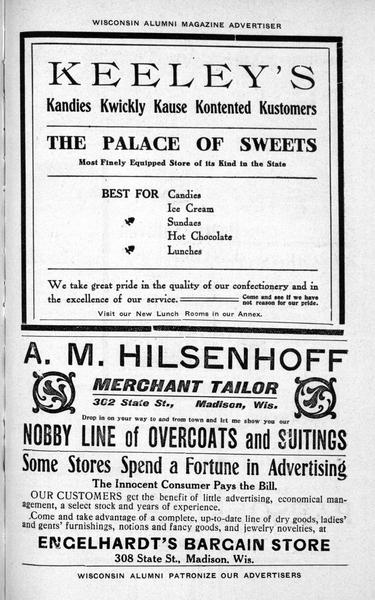 WISCONSIN ALUMNI MAGAZINE ADVERTISER
KEELEY'S
Kandies Kwickly Kause Kontented Kustomers
THE PALACE OF SWEETS
Most Finely Equipped Store of its Kind in the State
BEST FOR Candies
Ice Cream
Sundaes
Hot Chocolate
Lunches
We take great pride in the quality of our confectionery and in
the excellence of our service. Come and see if we have
not reason for our pride.
Visit our New Lunch Rooms in our Annex.
A. M. HILSENHOFF
MERCHANT TAILOR
302 State St., Madison, Wis.
Drop in on your way to and from town and let me show you our
NOBBY LINE of OVERCOATS and SUITINGS
Some Stores Spend a Fortune in Advertising
The Innocent Consumer Pays the Bill.
OUR CUSTOMERS get the benefit of little advertising, economical man-
agement, a select stock and years of experience.
Come and take advantage of a complete, up-to-date line of dry goods, ladies'
and gents' furnishings, notions and fancy goods, and jewelry novelties, at
ENGELHARDT'S BARGAIN STORE
308 State St., Madison, Wis.
WISCONSIN ALUMNI PATRONIZE OUR ADVERTISERS